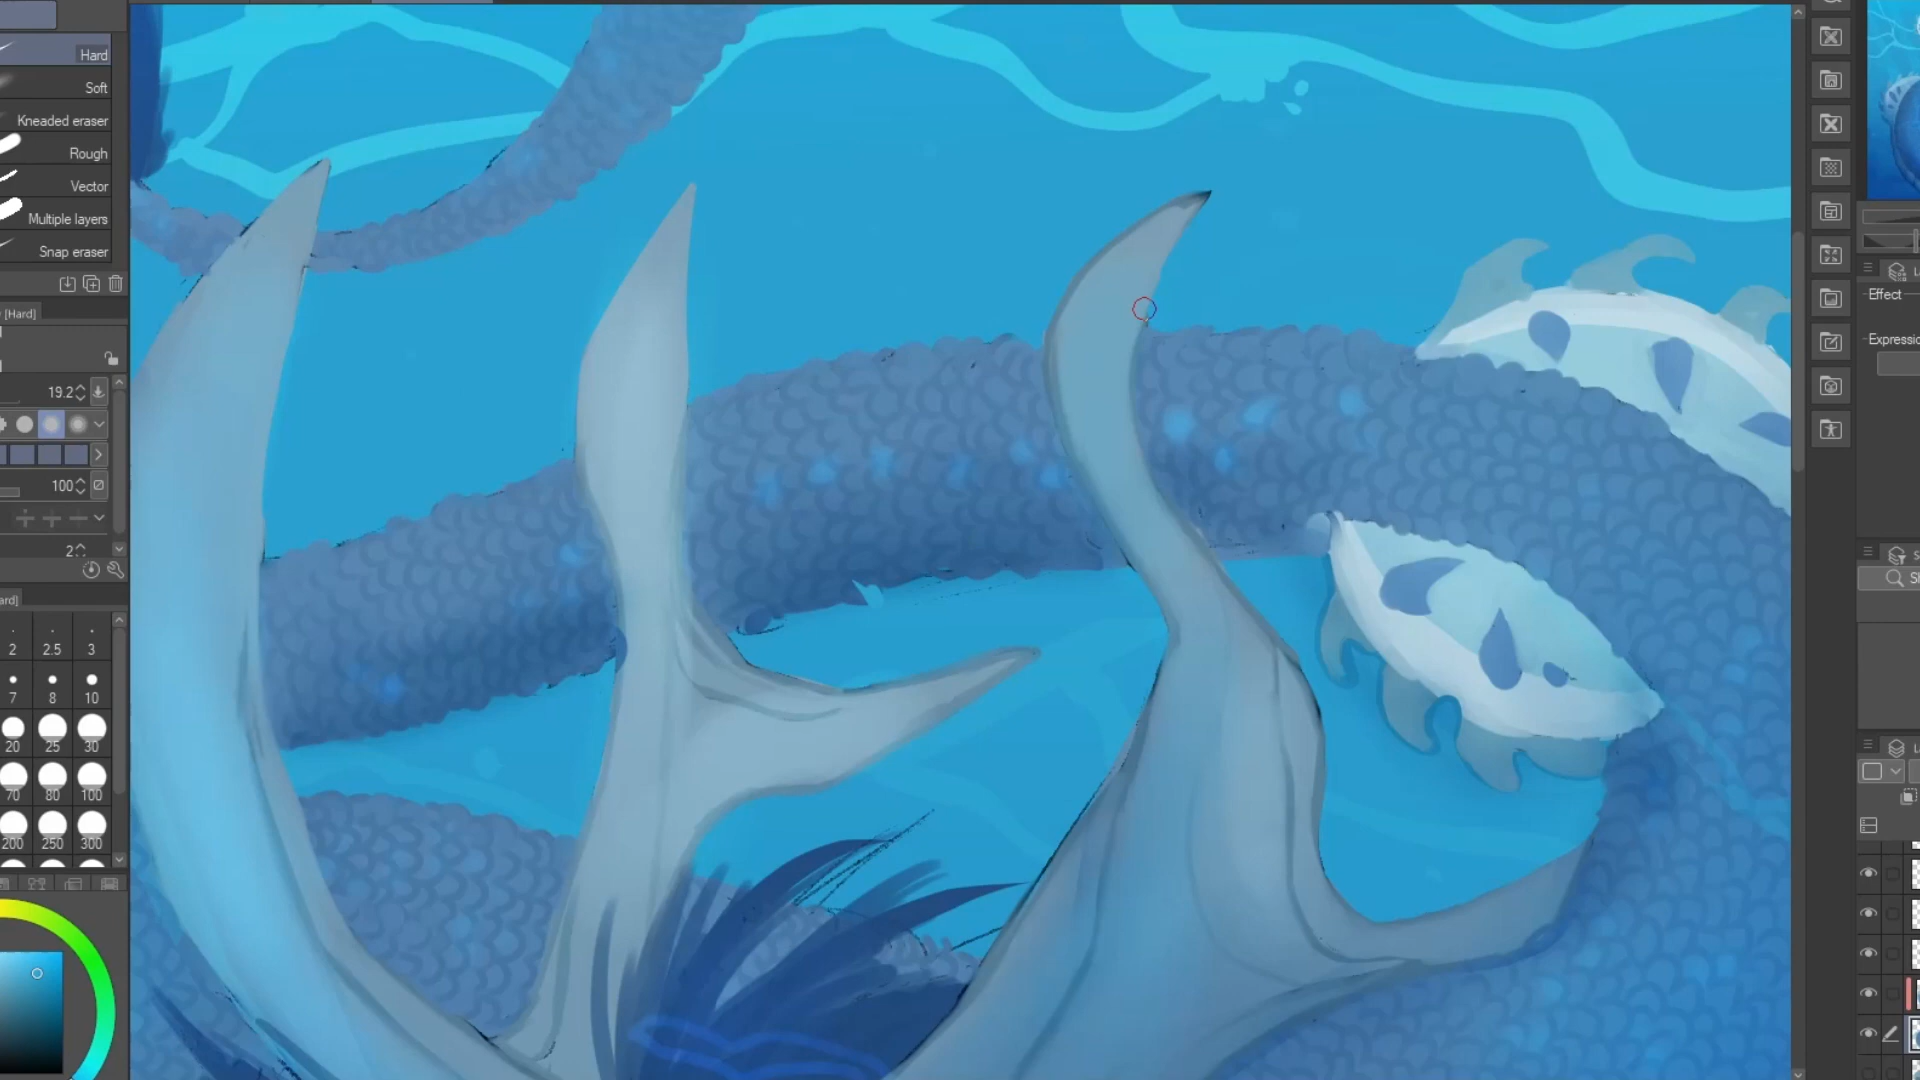 Hard
Soft
Kneaded eraser
Rough
Vector
Multiple layers
Snap eraser
[Hard]
19.2
100
2
2 2.5 3
7 8 10
20 25 30
70 80 100
200 250 300
Effect